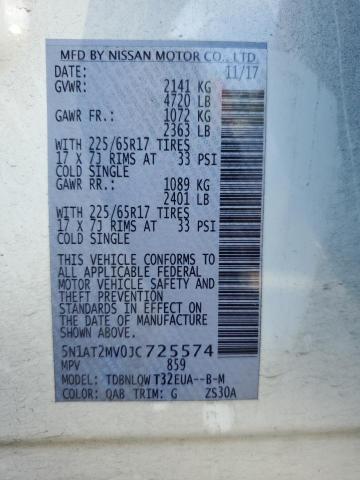 MFD BY NISSAN MOTOR CO., LTD.
DATE: 11/17
GVWR: 2141 KG
4720 LB
GAWR FR.: 1072 KG
2363 LB
WITH 225/65R17 TIRES
17 X 7J RIMS AT 33 PSI
COLD SINGLE
GAWR RR.: 1089 KG
2401 LB
WITH 225/65R17 TIRES
17 X 7J RIMS AT 33 PSI
COLD SINGLE
THIS VEHICLE CONFORMS TO
ALL APPLICABLE FEDERAL
MOTOR VEHICLE SAFETY AND
STANDARDS IN EFFECT ON
THE DATE OF MANUFACTURE
SHOWN ABOVE.
5N1AT2MV0JC725574
MPV 859
MODEL: TDBNLQW T32EUA--B-M
COLOR: QAB TRIM: G ZS30A